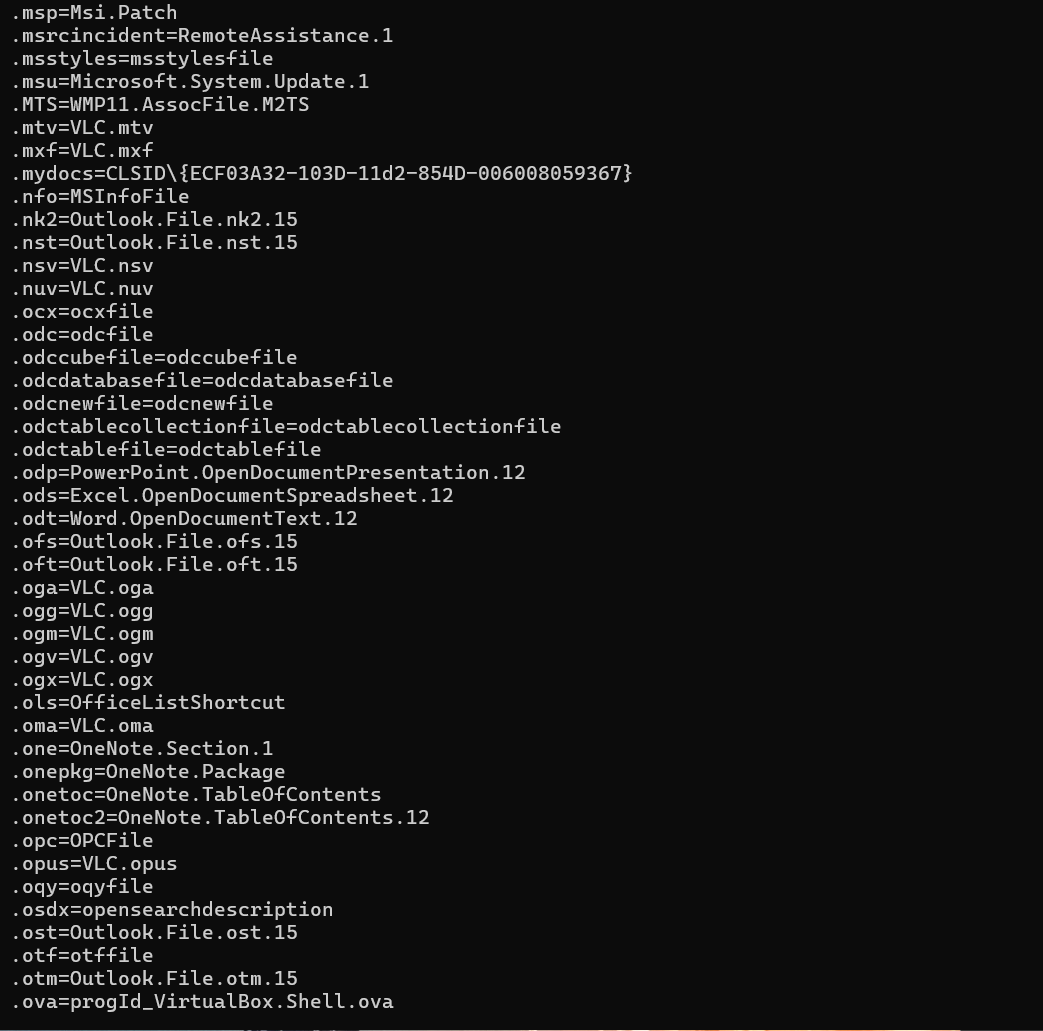 .msp=Msi.Patch
.msrcincident=RemoteAssistance.1
.msstyles=msstylesfile
.msu=Microsoft.System.Update.1
.MTS=WMP11.AssocFile.M2TS
.mtv=VLC.mtv
.mxf=VLC.mxf
.mydocs=CLSID\{ECF03A32-103D-11d2-854D-006008059367}
.nfo=MSInfoFile
.nk2=Outlook.File.nk2.15
.nst=Outlook.File.nst.15
.nsv=VLC.nsv
.nuv=VLC.nuv
.ocx=ocxfile
.odc=odcfile
.odccubefile=odccubefile
.odcdatabasefile=odcdatabasefile
.odcnewfile=odcnewfile
.odctablecollectionfile=odctablecollectionfile
.odctablefile=odctablefile
.odp=PowerPoint.OpenDocumentPresentation.12
.ods=Excel.OpenDocumentSpreadsheet.12
.odt=Word.OpenDocumentText.12
.ofs=Outlook.File.ofs.15
.oft=Outlook.File.oft.15
.oga=VLC.oga
.ogg=VLC.ogg
.ogm=VLC.ogm
.ogv=VLC.ogv
.ogx=VLC.ogx
.ols=OfficeListShortcut
.oma=VLC.oma
.one=OneNote.Section.1
.onepkg=OneNote.Package
.onetoc=OneNote.TableOfContents
.onetoc2=OneNote.TableOfContents.12
.opc=OPCFile
.opus=VLC.opus
.oqy=oqyfile
.osdx=opensearchdescription
.ost=Outlook.File.ost.15
.otf=otffile
.otm=Outlook.File.otm.15
.ova=progId_VirtualBox.Shell.ova